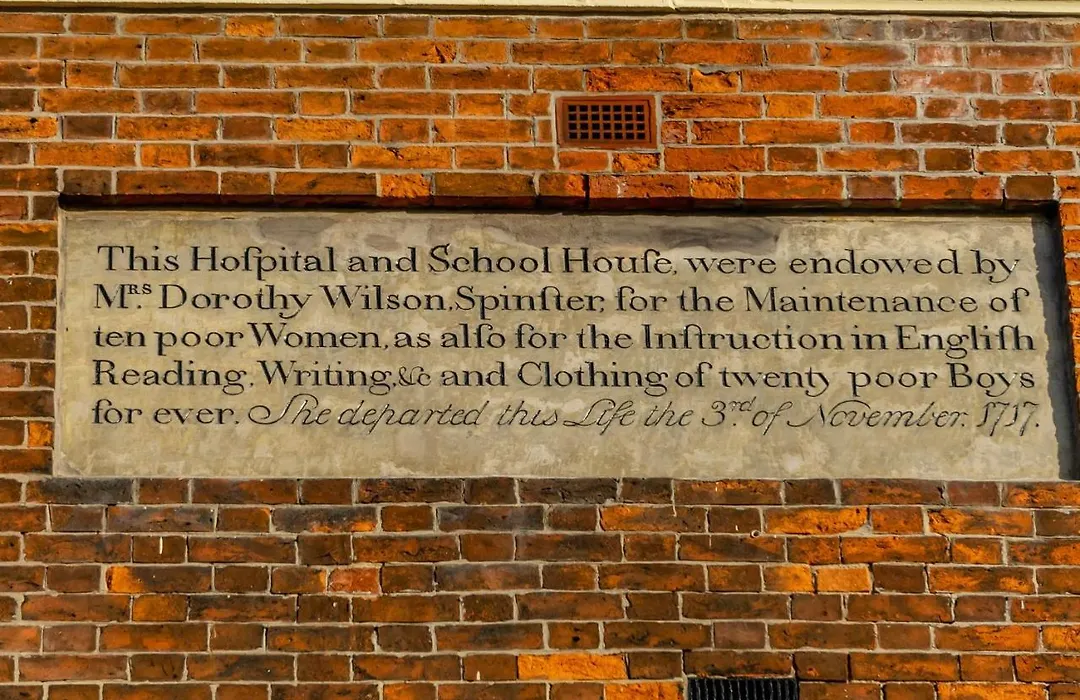 This Hoſpital and School Houſe, were endowed by
Mʳˢ Dorothy Wilson, Spinſter, for the Maintenance of
ten poor Women, as alſo for the Inſtruction in Engliſh
Reading, Writing, &c and Clothing of twenty poor Boys
for ever. She departed this Life the 3ʳᵈ. of November. 1717.